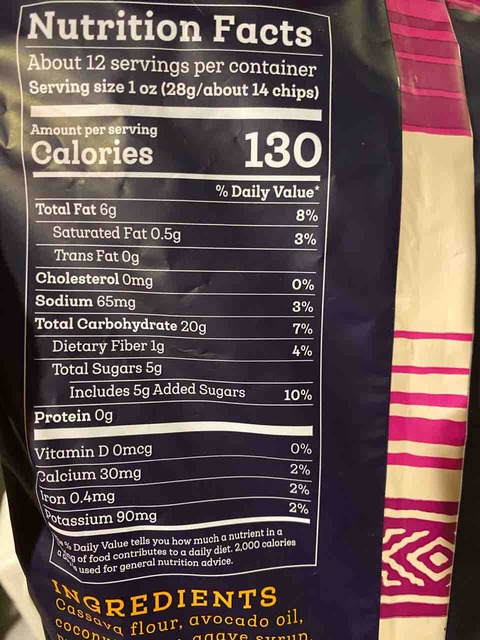 Nutrition Facts
About 12 servings per container
Serving size 1 oz (28g/about 14 chips)
Amount per serving
Calories 130
% Daily Value*
Total Fat 6g 8%
Saturated Fat 0.5g 3%
Trans Fat 0g
Cholesterol 0mg 0%
Sodium 65mg 3%
Total Carbohydrate 20g 7%
Dietary Fiber 1g 4%
Total Sugars 5g
Includes 5g Added Sugars 10%
Protein 0g
Vitamin D 0mcg 0%
Calcium 30mg 2%
Iron 0.4mg 2%
Potassium 90mg 2%
% Daily Value tells you how much a nutrient in a
of food contributes to a daily diet. 2,000 calories
used for general nutrition advice.
INGREDIENTS
Cassava flour, avocado oil,
agave syrup,